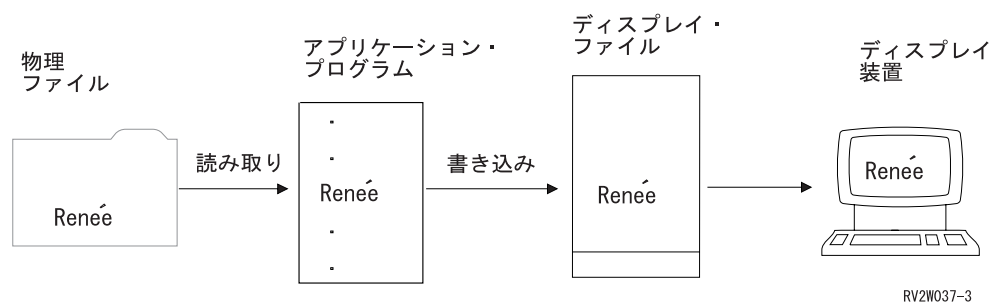 物理
ファイル
アプリケーション・
プログラム
ディスプレイ・
ファイル
ディスプレイ
装置
Renée
読み取り
Renée
書き込み
Renée
Renée
RV2W037-3